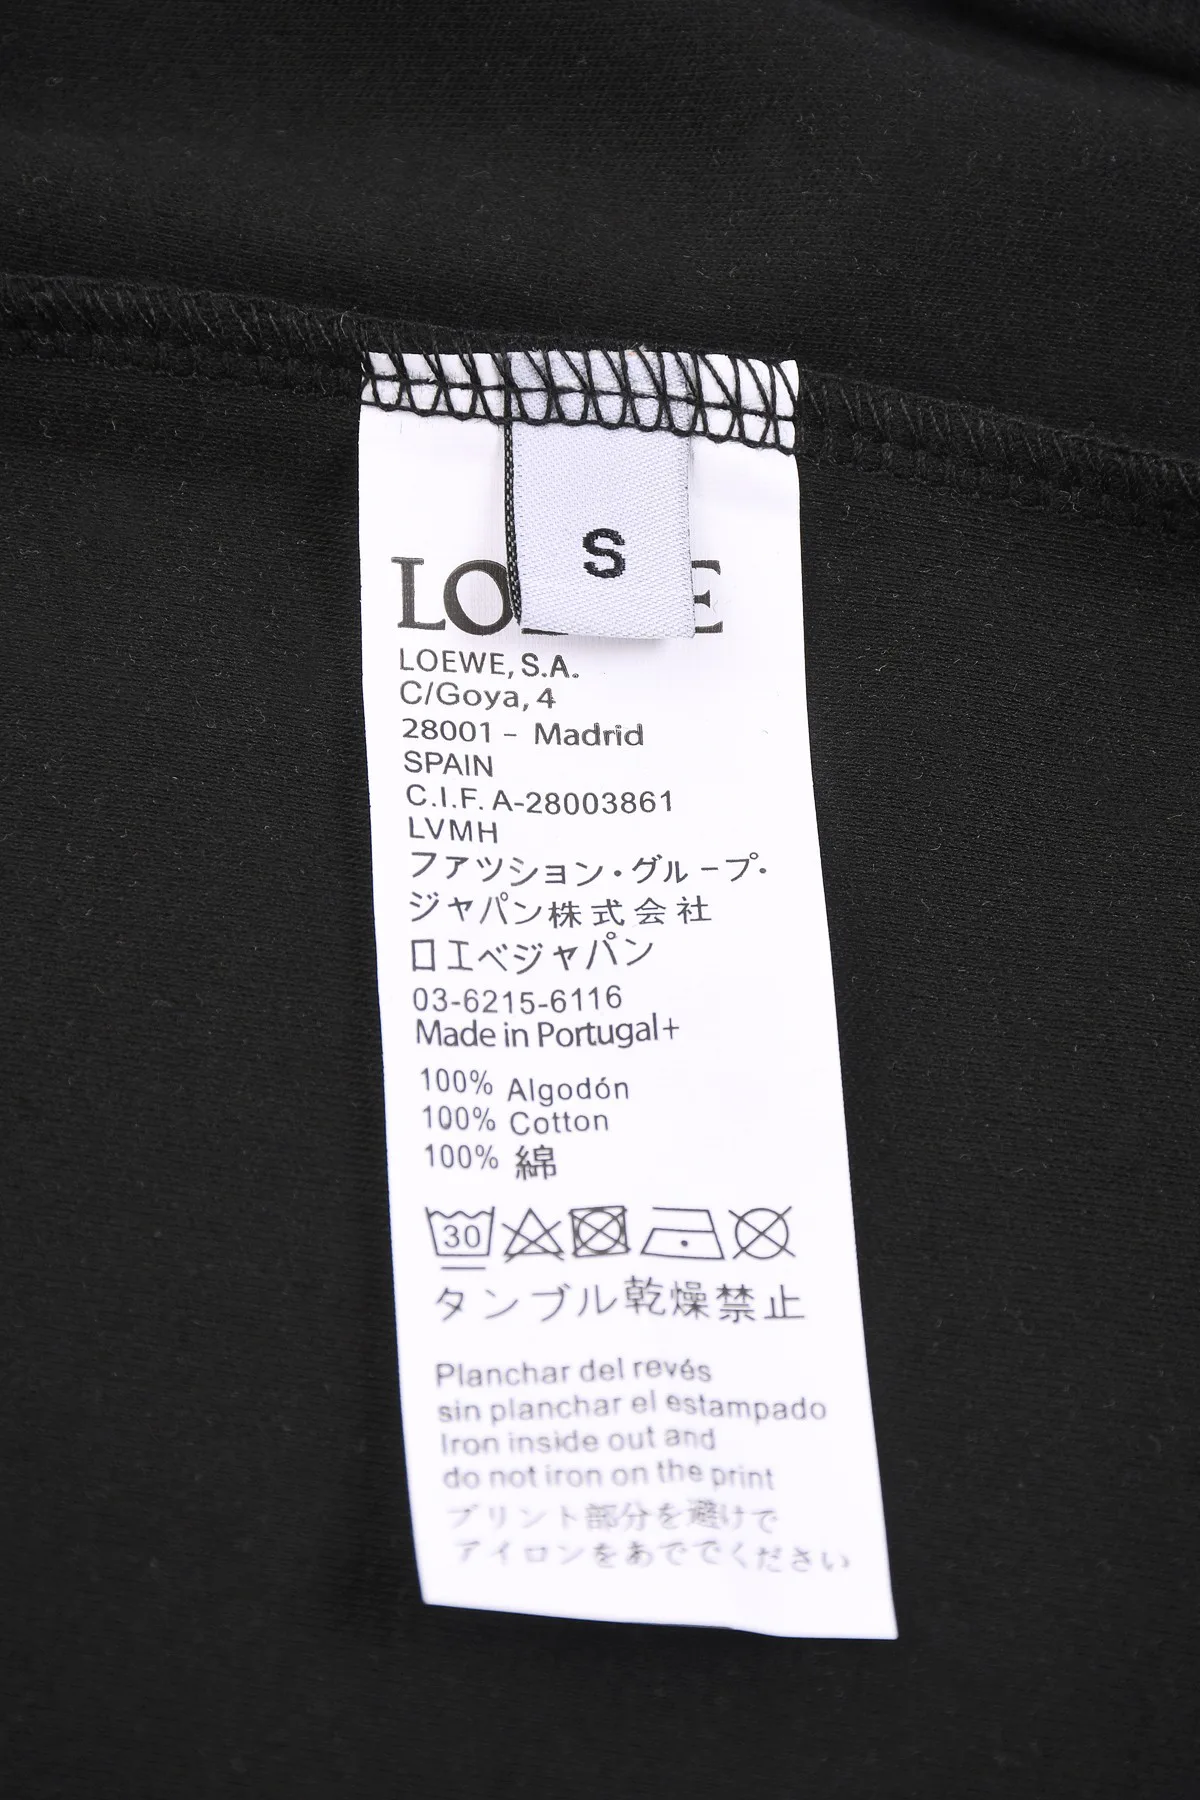 S
LOEWE
LOEWE, S.A.
C/Goya, 4
28001 - Madrid
SPAIN
C.I.F. A-28003861
LVMH
ファッション・グループ・
ジャパン株式会社
ロエベジャパン
03-6215-6116
Made in Portugal+
100% Algodón
100% Cotton
100% 綿
30
タンブル乾燥禁止
Planchar del revés
sin planchar el estampado
Iron inside out and
do not iron on the print
プリント部分を避けて
アイロンをあててください